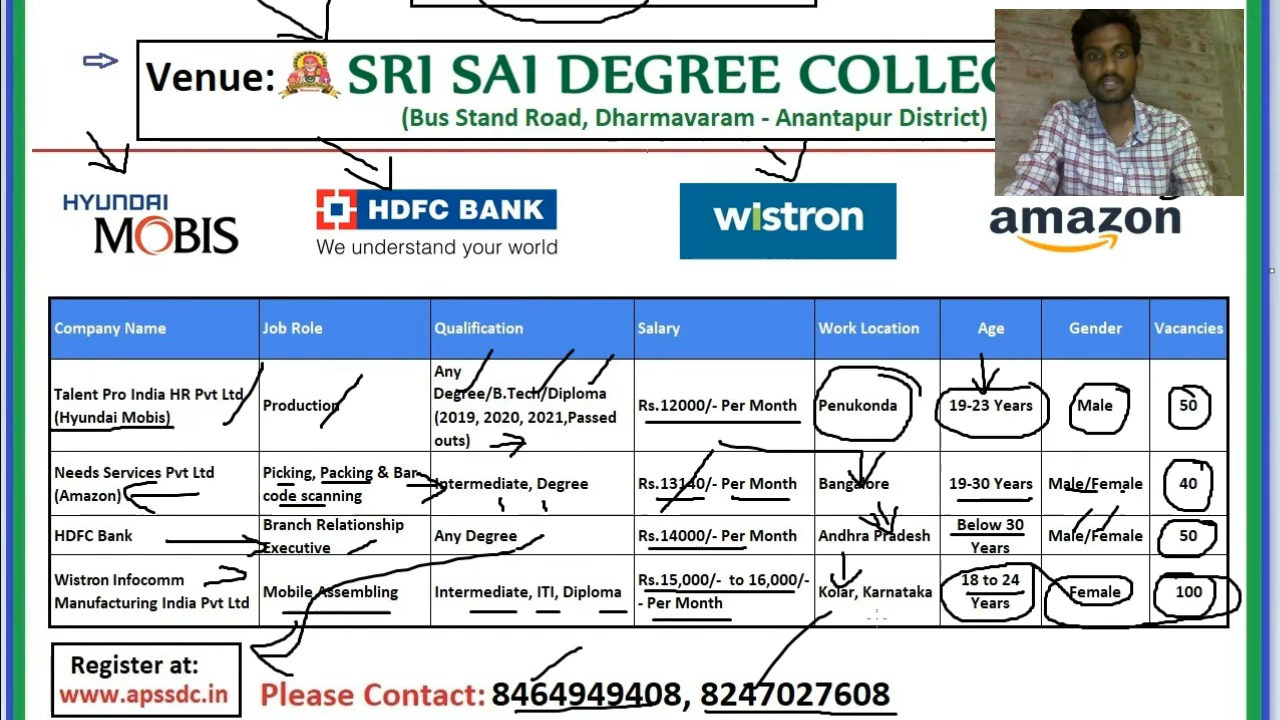 Venue: SRI SAI DEGREE COLLEG
(Bus Stand Road, Dharmavaram - Anantapur District)
HYUNDAI
MOBIS
HDFC BANK
We understand your world
wistron
amazon
Company Name Job Role Qualification Salary Work Location Age Gender Vacancies
Talent Pro India HR Pvt Ltd
(Hyundai Mobis)
Production
Any
Degree/B.Tech/Diploma
(2019, 2020, 2021,Passed
outs)
Rs.12000/- Per Month
Penukonda
19-23 Years
Male
50
Needs Services Pvt Ltd
(Amazon)
Picking, Packing & Bar-
code scanning
Intermediate, Degree
Rs.13140/- Per Month
Bangalore
19-30 Years
Male/Female
40
HDFC Bank
Branch Relationship
Executive
Any Degree
Rs.14000/- Per Month
Andhra Pradesh
Below 30
Years
Male/Female
50
Wistron Infocomm
Manufacturing India Pvt Ltd
Mobile Assembling
Intermediate, ITI, Diploma
Rs.15,000/- to 16,000/-
- Per Month
Kolar, Karnataka
18 to 24
Years
Female
100
Register at:
www.apssdc.in
Please Contact: 8464949408, 8247027608